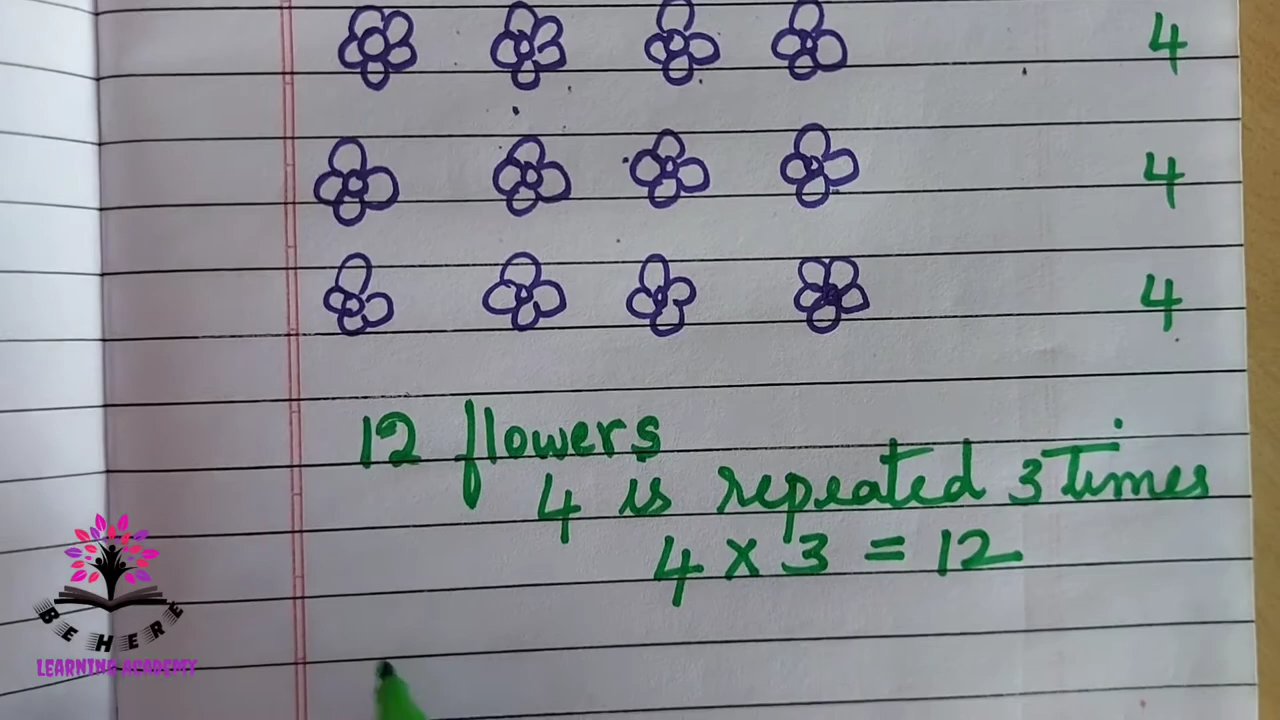 4
4
4
12 flowers
4 is repeated 3 times
4 x 3 = 12
BE HERE
LEARNING ACADEMY